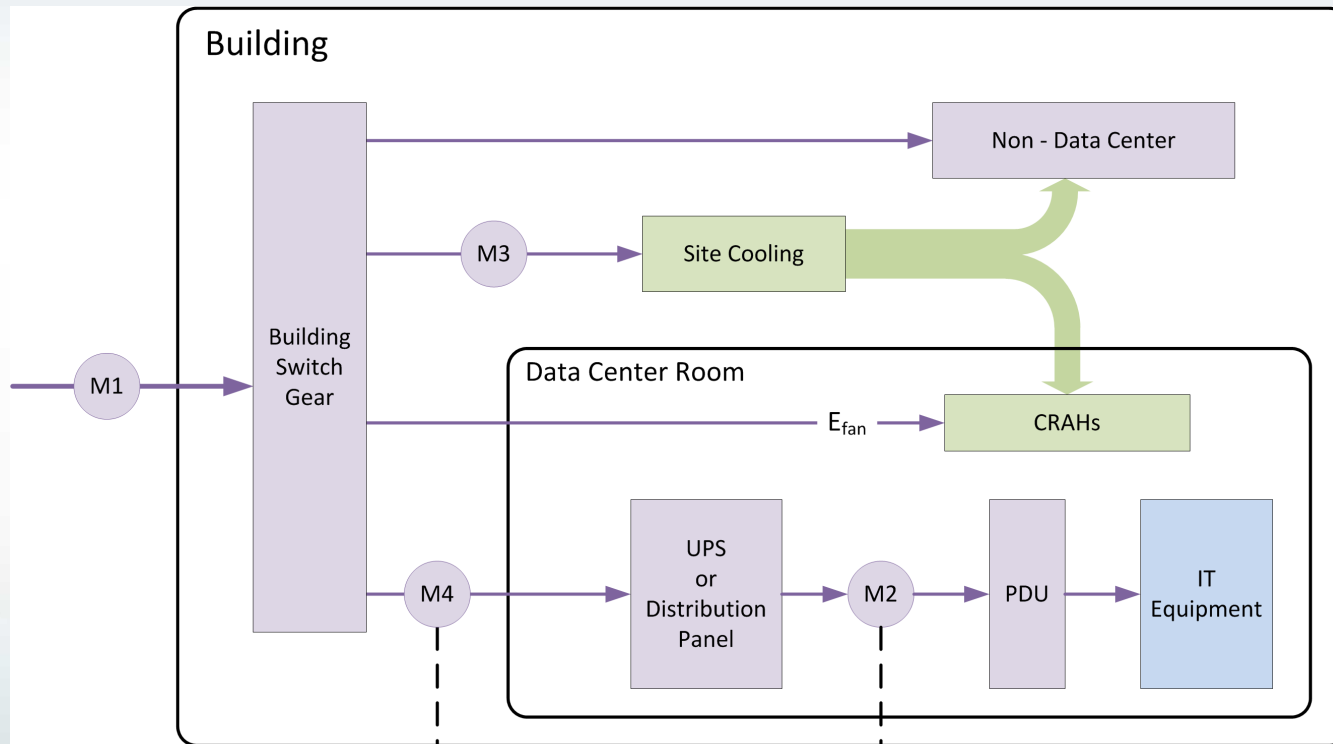 Building
Non - Data Center
M3
Site Cooling
Building
Switch
Gear
M1
Data Center Room
Efan
CRAHs
UPS
or
Distribution
Panel
M4
M2
PDU
IT
Equipment